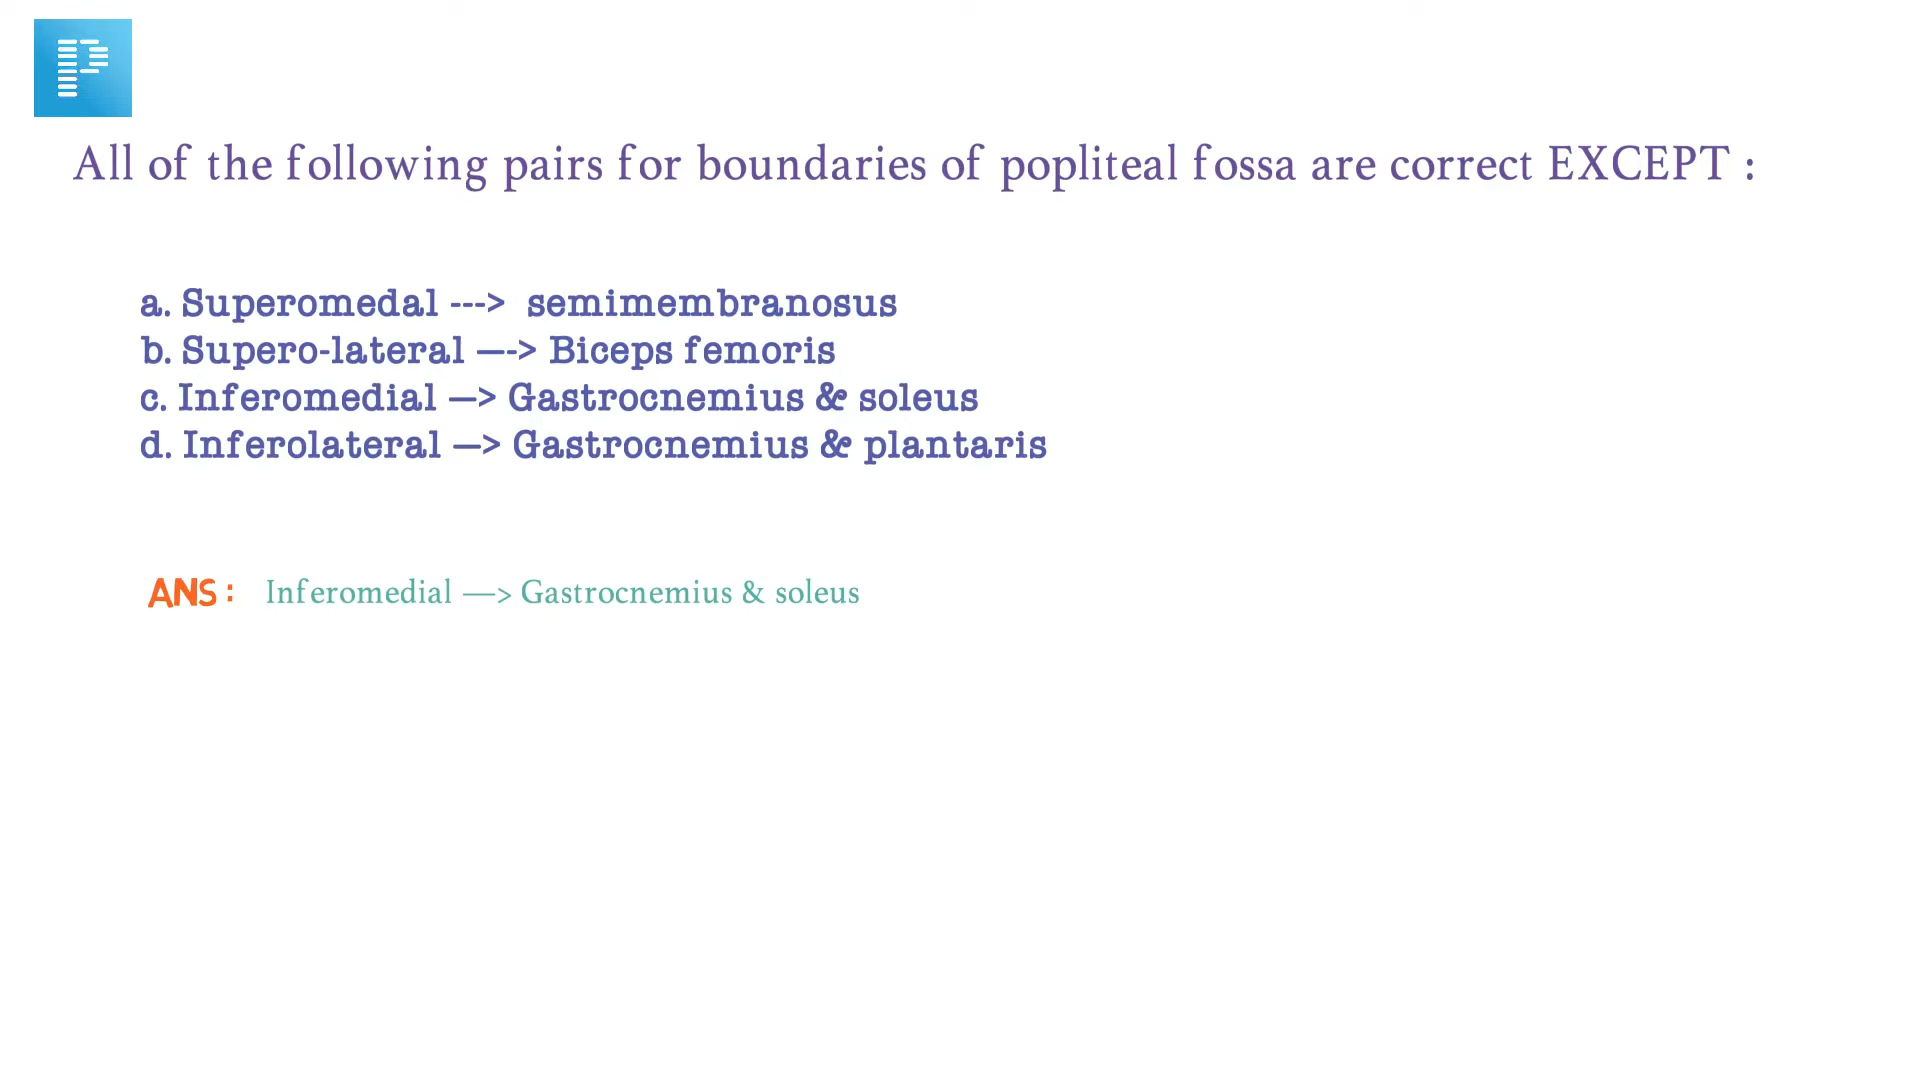 All of the following pairs for boundaries of popliteal fossa are correct EXCEPT :
a. Superomedal ---> semimembranosus
b. Supero-lateral —-> Biceps femoris
c. Inferomedial —> Gastrocnemius & soleus
d. Inferolateral —> Gastrocnemius & plantaris
ANS : Inferomedial —> Gastrocnemius & soleus